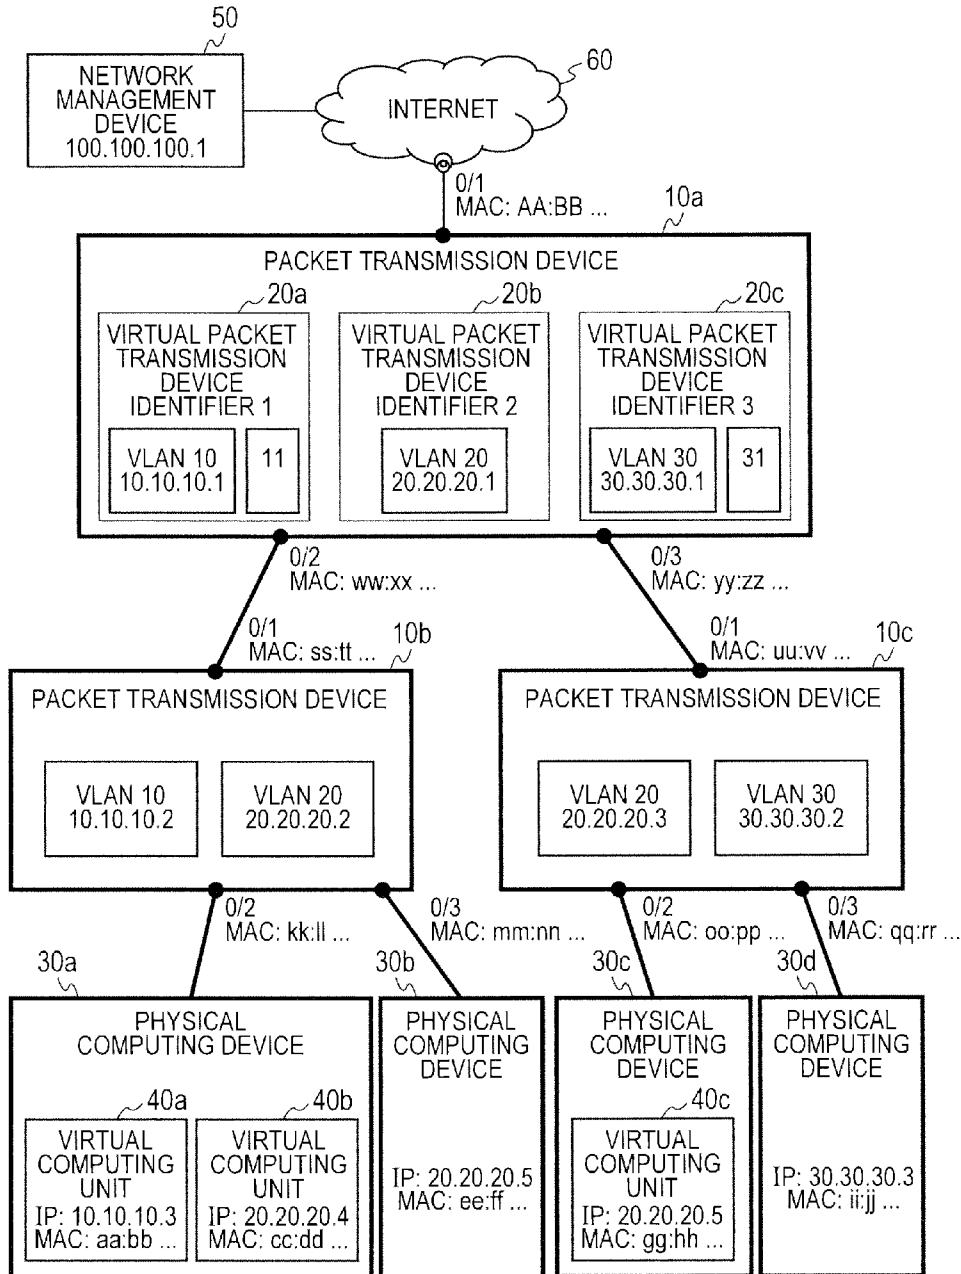 50
NETWORK
MANAGEMENT
DEVICE
100.100.100.1
INTERNET
60
0/1
MAC: AA:BB ...
10a
PACKET TRANSMISSION DEVICE
20a
VIRTUAL PACKET
TRANSMISSION
DEVICE
IDENTIFIER 1
VLAN 10
10.10.10.1
11
20b
VIRTUAL PACKET
TRANSMISSION
DEVICE
IDENTIFIER 2
VLAN 20
20.20.20.1
20c
VIRTUAL PACKET
TRANSMISSION
DEVICE
IDENTIFIER 3
VLAN 30
30.30.30.1
31
0/2
MAC: ww:xx ...
0/3
MAC: yy:zz ...
0/1
MAC: ss:tt ...
10b
0/1
MAC: uu:vv ...
10c
PACKET TRANSMISSION DEVICE
VLAN 10
10.10.10.2
VLAN 20
20.20.20.2
PACKET TRANSMISSION DEVICE
VLAN 20
20.20.20.3
VLAN 30
30.30.30.2
0/2
MAC: kk:ll ...
0/3
MAC: mm:nn ...
0/2
MAC: oo:pp ...
0/3
MAC: qq:rr ...
30a
PHYSICAL
COMPUTING DEVICE
40a
VIRTUAL
COMPUTING
UNIT
IP: 10.10.10.3
MAC: aa:bb ...
40b
VIRTUAL
COMPUTING
UNIT
IP: 20.20.20.4
MAC: cc:dd ...
30b
PHYSICAL
COMPUTING
DEVICE
IP: 20.20.20.5
MAC: ee:ff ...
30c
PHYSICAL
COMPUTING
DEVICE
40c
VIRTUAL
COMPUTING
UNIT
IP: 20.20.20.5
MAC: gg:hh ...
30d
PHYSICAL
COMPUTING
DEVICE
IP: 30.30.30.3
MAC: ii:jj ...